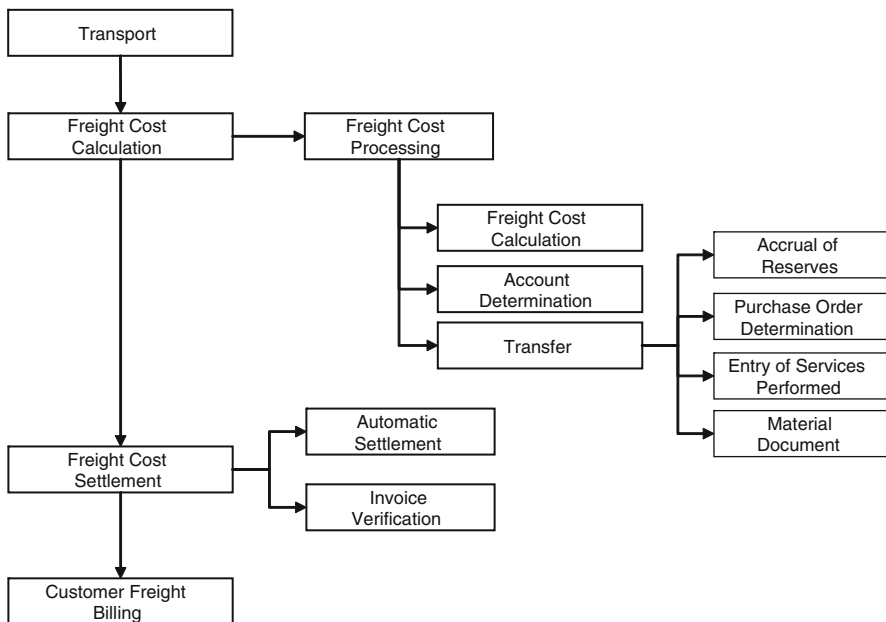 Transport
Freight Cost
Calculation
Freight Cost
Processing
Freight Cost
Calculation
Account
Determination
Transfer
Accrual of
Reserves
Purchase Order
Determination
Entry of Services
Performed
Material
Document
Freight Cost
Settlement
Automatic
Settlement
Invoice
Verification
Customer Freight
Billing